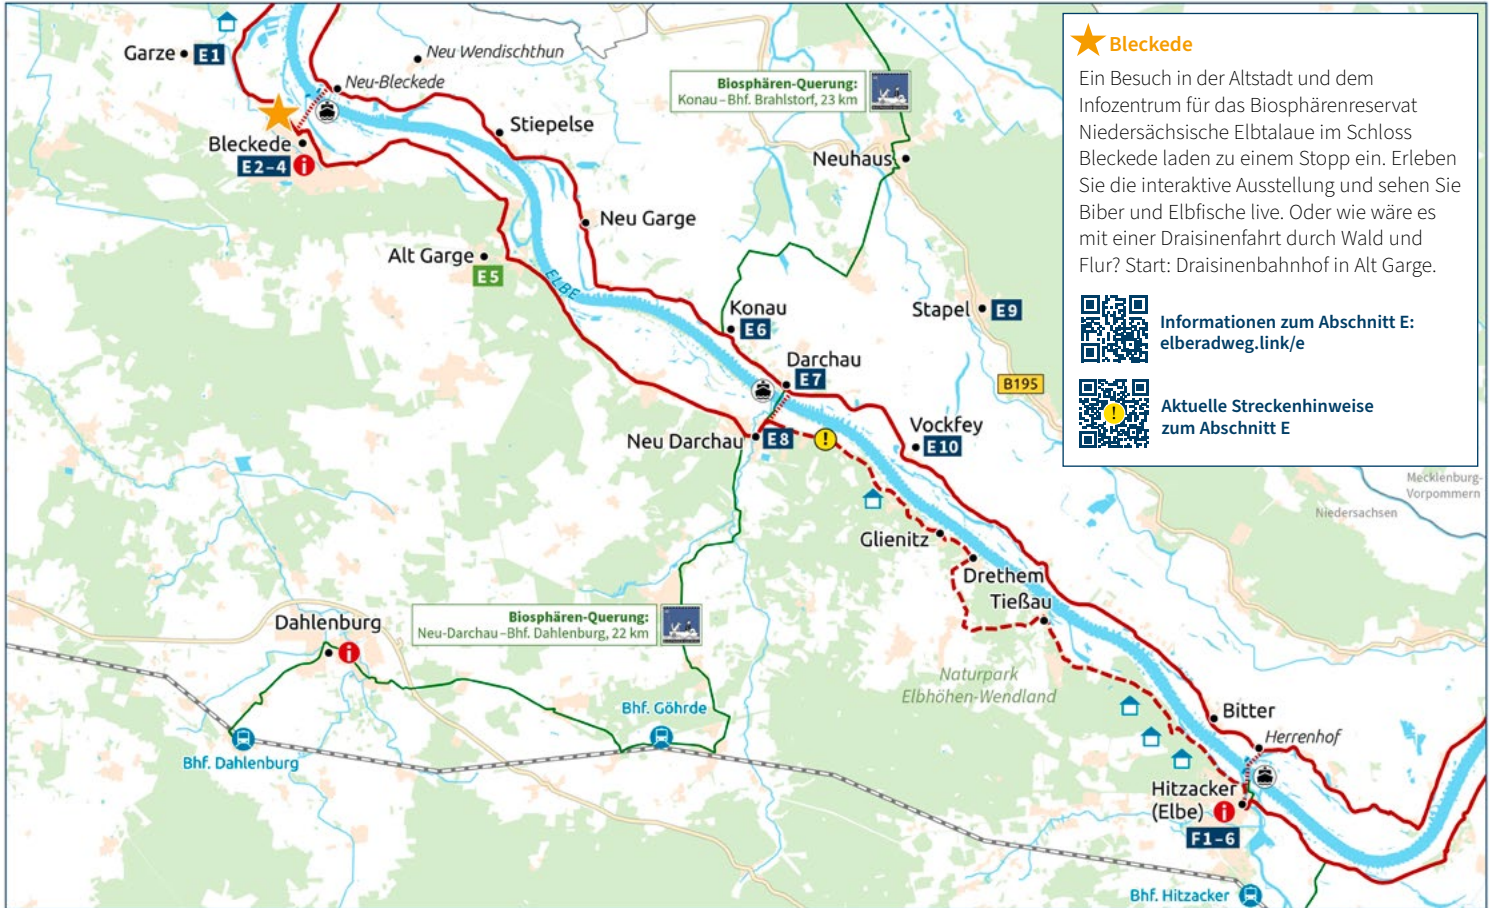 Garze
E1
Neu Wendischthun
Neu-Bleckede
Bleckede
E2–4
i
Stiepelse
Biosphären-Querung:
Konau – Bhf. Brahlstorf, 23 km
Neuhaus
Neu Garge
Alt Garge
E5
ELBE
Konau
E6
Stapel
E9
Darchau
E7
B195
Neu Darchau
E8
!
Vockfey
E10
Glienitz
Drethem
Tießau
Dahlenburg
i
Biosphären-Querung:
Neu-Darchau – Bhf. Dahlenburg, 22 km
Naturpark
Elbhöhen-Wendland
Bhf. Göhrde
Bhf. Dahlenburg
Bitter
Herrenhof
Hitzacker
(Elbe)
i
F1–6
Bhf. Hitzacker
Mecklenburg-
Vorpommern
Niedersachsen
Bleckede
Ein Besuch in der Altstadt und dem
Infozentrum für das Biosphärenreservat
Niedersächsische Elbtalaue im Schloss
Bleckede laden zu einem Stopp ein. Erleben
Sie die interaktive Ausstellung und sehen Sie
Biber und Elbfische live. Oder wie wäre es
mit einer Draisinenfahrt durch Wald und
Flur? Start: Draisinenbahnhof in Alt Garge.
Informationen zum Abschnitt E:
elberadweg.link/e
!
Aktuelle Streckenhinweise
zum Abschnitt E